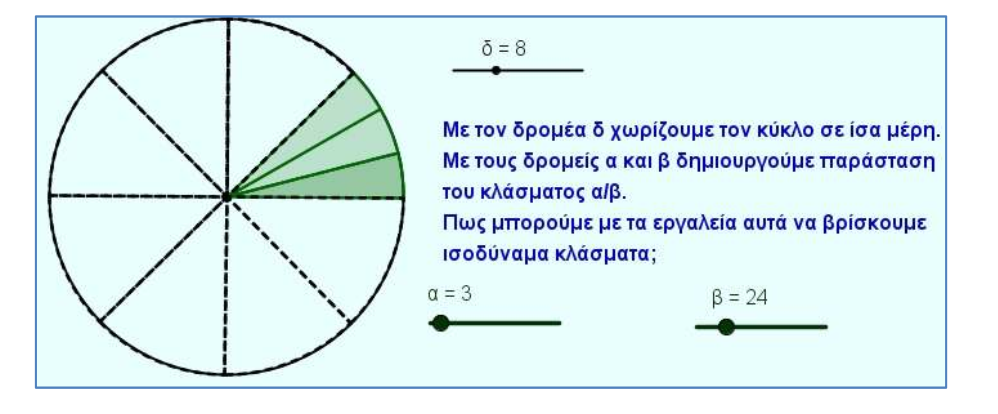 δ = 8
Με τον δρομέα δ χωρίζουμε τον κύκλο σε ίσα μέρη.
Με τους δρομείς α και β δημιουργούμε παράσταση
του κλάσματος α/β.
Πως μπορούμε με τα εργαλεία αυτά να βρίσκουμε
ισοδύναμα κλάσματα;
α = 3
β = 24